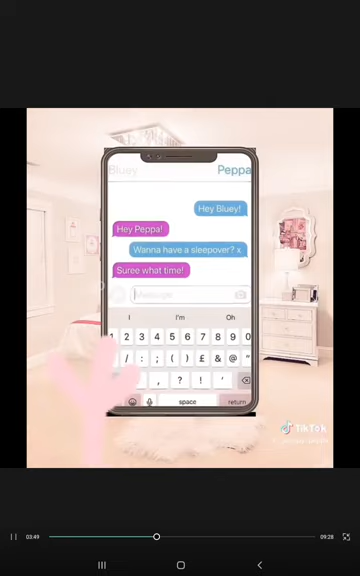 Bluey
Peppa
Hey Bluey!
Hey Peppa!
Wanna have a sleepover? x
Suree what time!
Message
I I'm Oh
1 2 3 4 5 6 7 8 9 0
/ : ; ( ) £ & @ "
, ? ! '
space return
TikTok
03:49 09:28